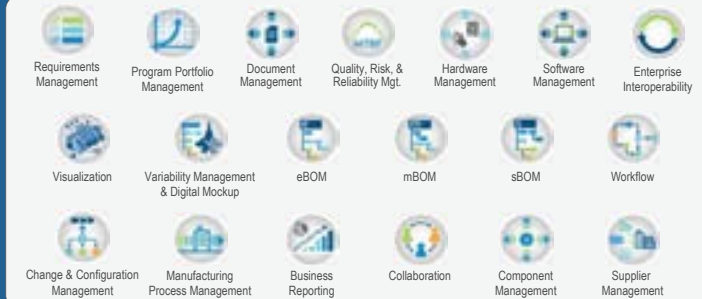 Requirements
Management
Program Portfolio
Management
Document
Management
Quality, Risk, &
Reliability Mgt.
Hardware
Management
Software
Management
Enterprise
Interoperability
Visualization
Variability Management
& Digital Mockup
eBOM
mBOM
sBOM
Workflow
Change & Configuration
Management
Manufacturing
Process Management
Business
Reporting
Collaboration
Component
Management
Supplier
Management